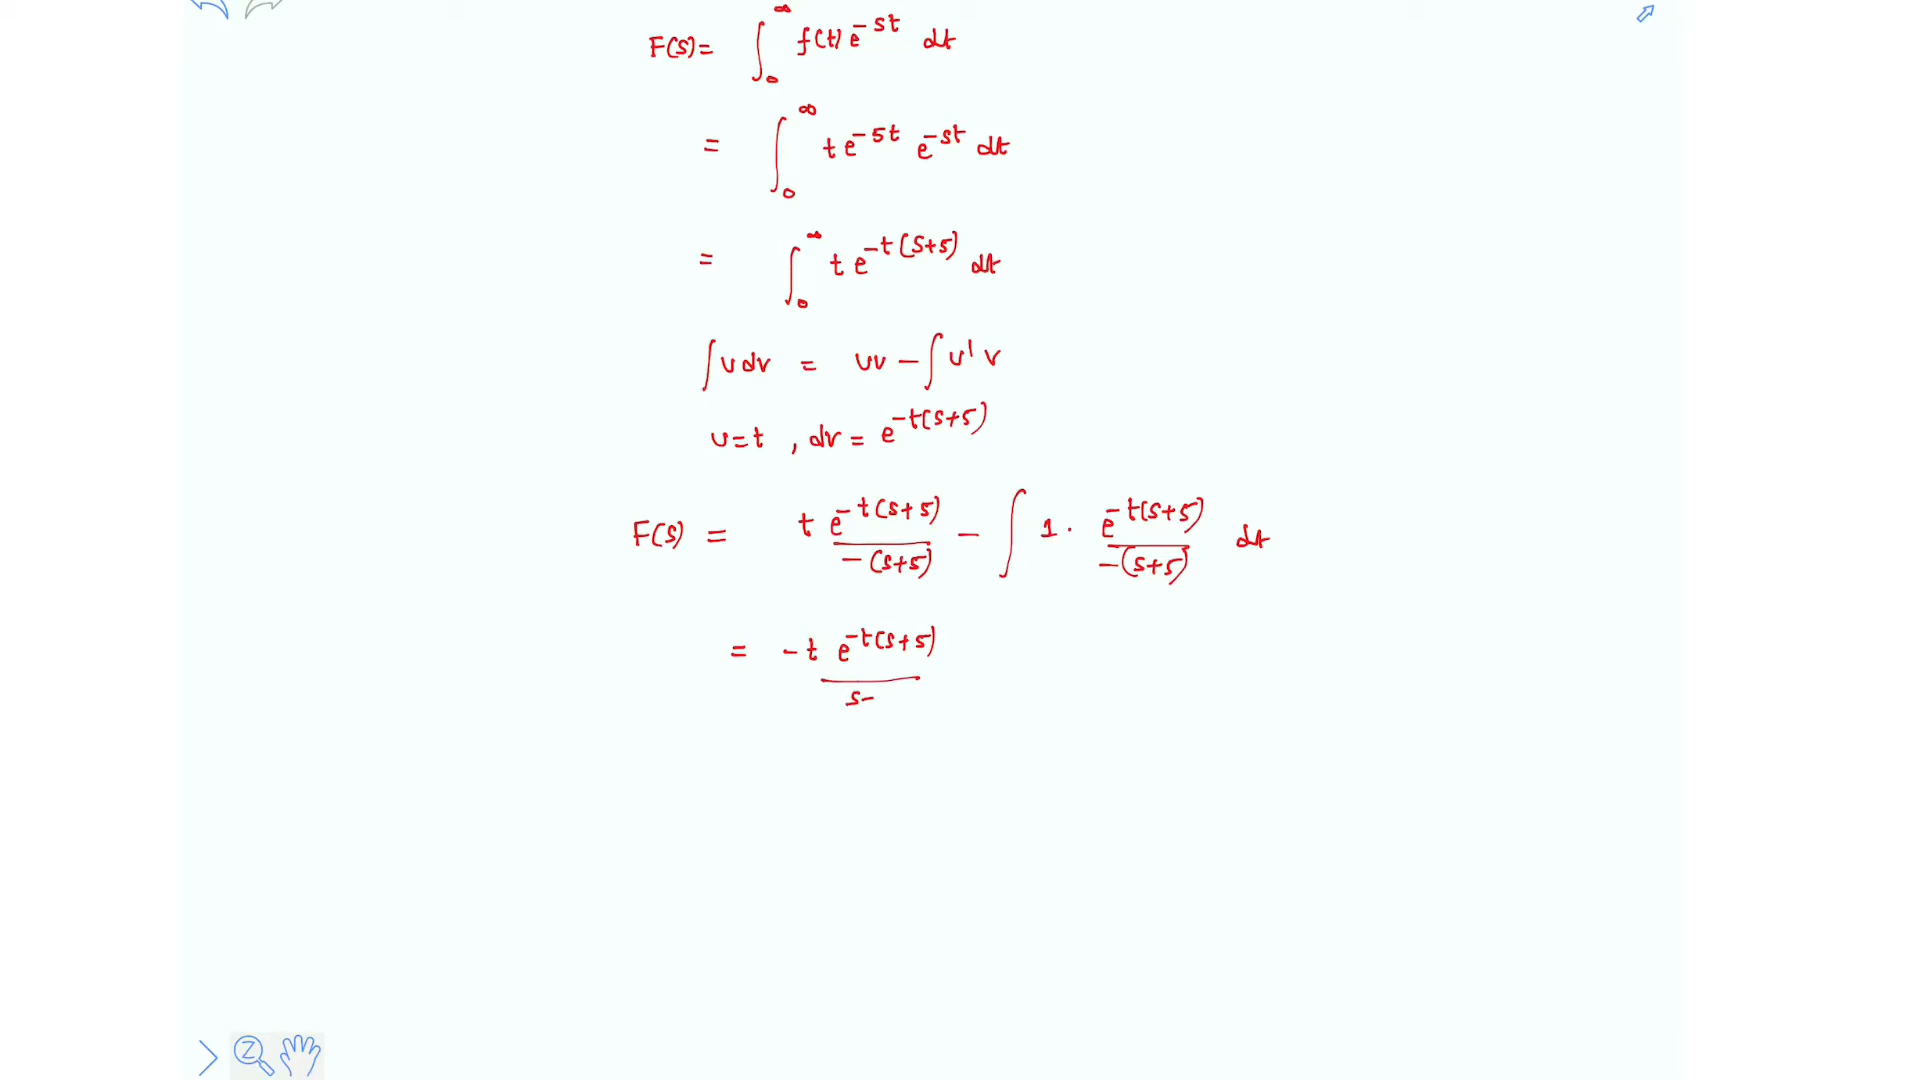 F(s) = ∫₀^∞ f(t) e^{-st} dt
= ∫₀^∞ t e^{-5t} e^{-st} dt
= ∫₀^∞ t e^{-t(s+5)} dt
∫u dv = uv - ∫u' v
u=t , dv = e^{-t(s+5)}
F(s) = t e^{-t(s+5)} / -(s+5) - ∫ 1 · e^{-t(s+5)} / -(s+5) dt
= -t e^{-t(s+5)} / s-